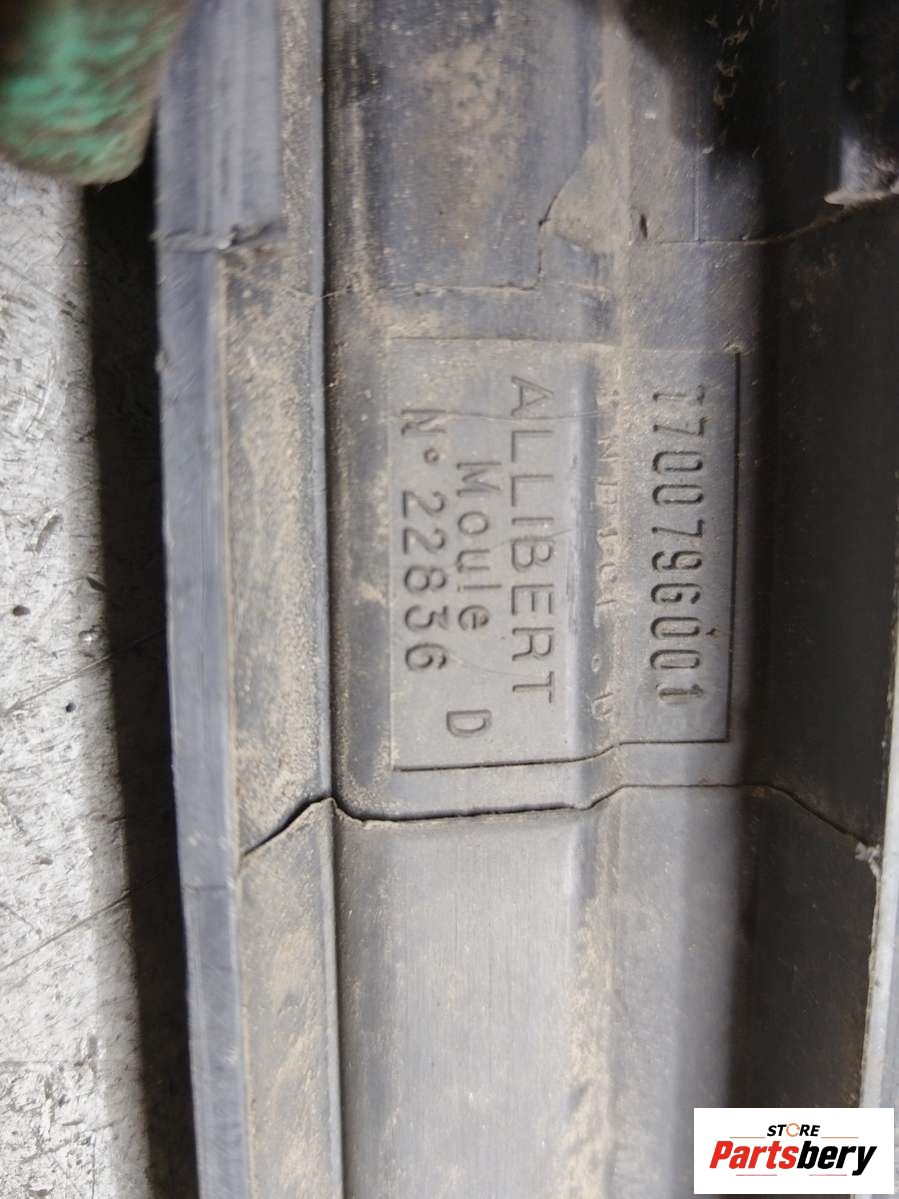 7700796001
ALLIBERT
Moule D
N° 22836
STORE
Partsbery